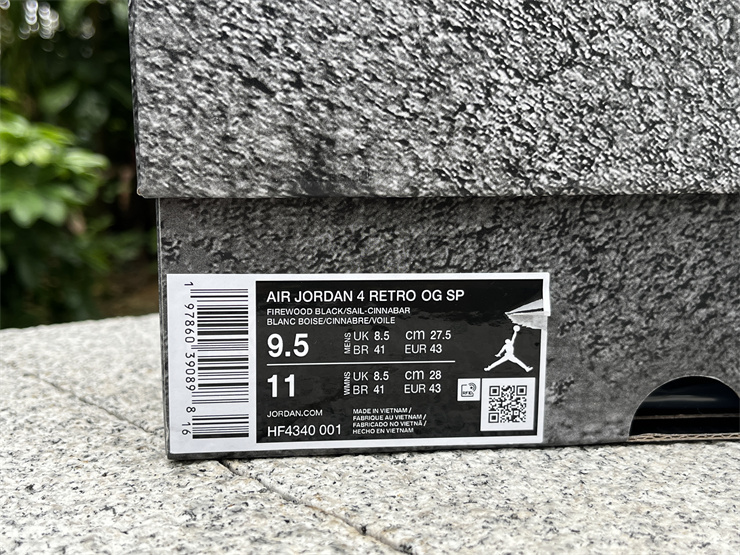 AIR JORDAN 4 RETRO OG SP
FIREWOOD BLACK/SAIL-CINNABAR
BLANC BOISE/CINNABRE/VOILE
9.5 MENS UK 8.5 cm 27.5
BR 41 EUR 43
11 WMNS UK 8.5 cm 28
BR 41 EUR 43
JORDAN.COM
HF4340 001
MADE IN VIETNAM /
FABRIQUE AU VIETNAM /
FABRICADO NO VIETNÃ /
HECHO EN VIETNAM
1 97860 39089 8 16